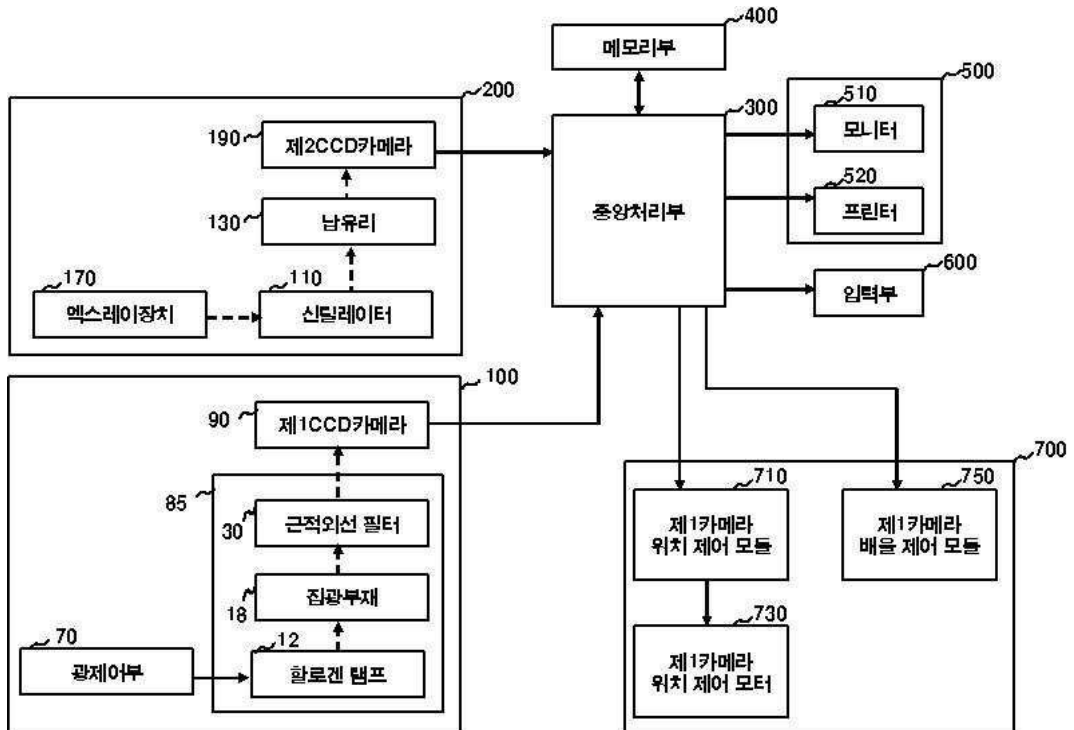 400
메모리부
500
200
300
510
190
제2CCD카메라
모니터
130
납유리
중앙처리부
520
프린터
170
110
600
엑스레이장치
신틸레이터
입력부
100
90
제1CCD카메라
700
85
710
750
30
근적외선 필터
제1카메라
위치 제어 모듈
제1카메라
배율 제어 모듈
18
집광부재
70
12
730
광제어부
할로겐 램프
제1카메라
위치 제어 모터